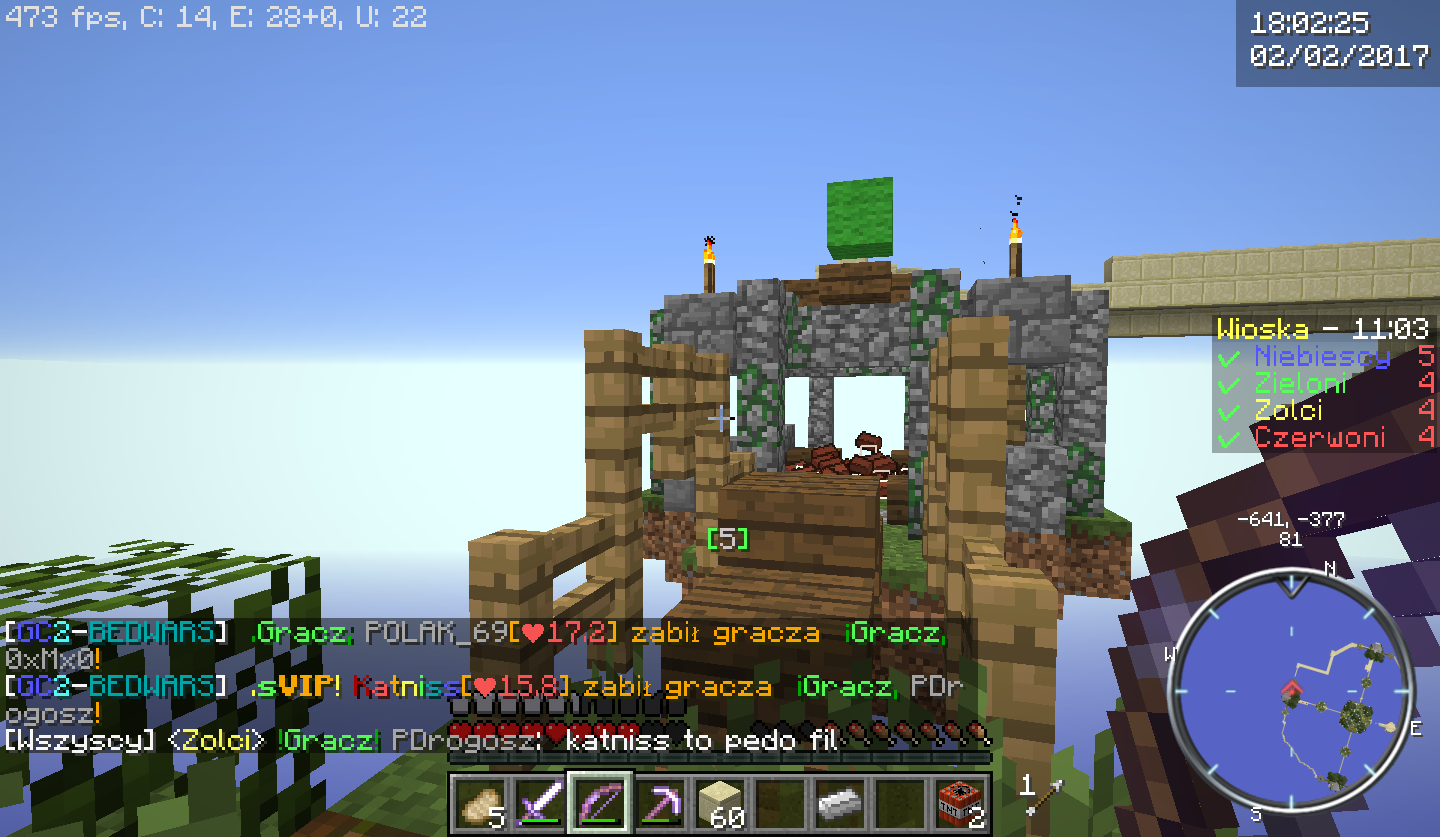 473 fps, C: 14, E: 28+0, U: 22
18:02:25
02/02/2017
Wioska - 11:03
Niebiescy 5
Zieloni 4
Zolci 4
Czerwoni 4
-641, -377
81
N
W
E
S
[5]
[GC2-BEDWARS] .Gracz; POLAK_69[❤17,2] zabił gracza ¡Gracz,
0xMx0!
[GC2-BEDWARS] .sVIP! Katniss[❤15,8] zabił gracza ¡Gracz, PDr
ogosz!
[Wszyscy] <Zolci> !Gracz¡ PDrogosz: katniss to pedo fil
5
60
TNT
2
1